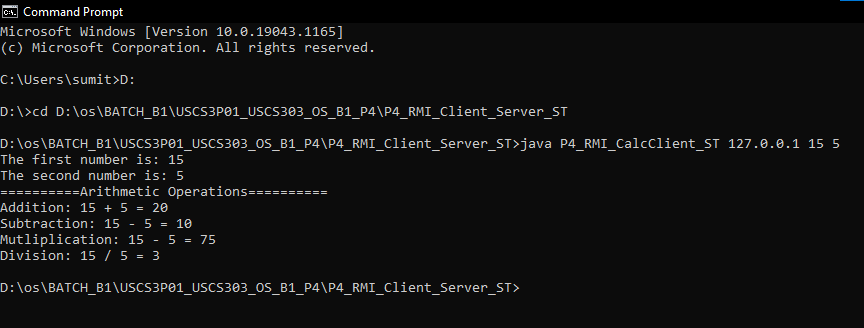 Command Prompt
Microsoft Windows [Version 10.0.19043.1165]
(c) Microsoft Corporation. All rights reserved.
C:\Users\sumit>D:
D:\>cd D:\os\BATCH_B1\USCS3P01_USCS303_OS_B1_P4\P4_RMI_Client_Server_ST
D:\os\BATCH_B1\USCS3P01_USCS303_OS_B1_P4\P4_RMI_Client_Server_ST>java P4_RMI_CalcClient_ST 127.0.0.1 15 5
The first number is: 15
The second number is: 5
==========Arithmetic Operations==========
Addition: 15 + 5 = 20
Subtraction: 15 - 5 = 10
Mutliplication: 15 - 5 = 75
Division: 15 / 5 = 3
D:\os\BATCH_B1\USCS3P01_USCS303_OS_B1_P4\P4_RMI_Client_Server_ST>